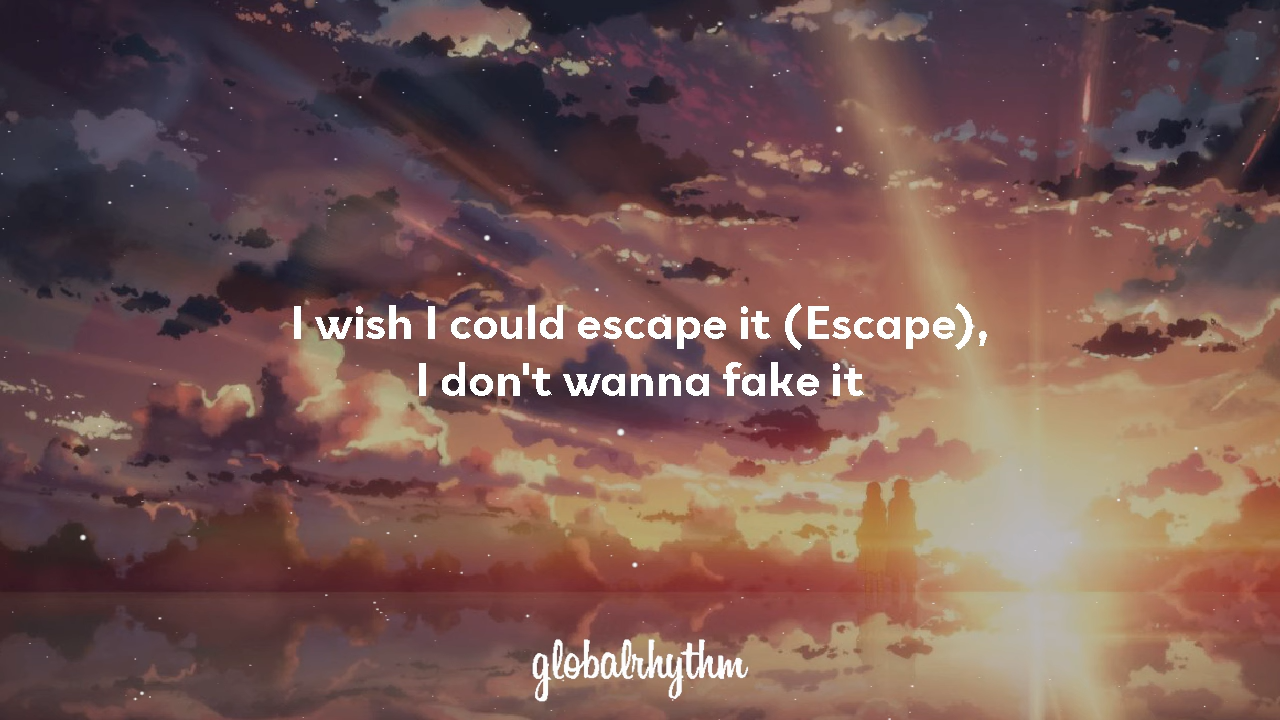 I wish I could escape it (Escape),
I don't wanna fake it
globalrhythm